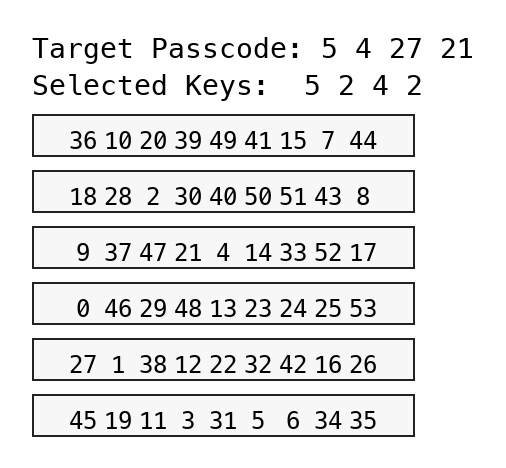 Target Passcode: 5 4 27 21
Selected Keys: 5 2 4 2
36 10 20 39 49 41 15 7 44
18 28 2 30 40 50 51 43 8
9 37 47 21 4 14 33 52 17
0 46 29 48 13 23 24 25 53
27 1 38 12 22 32 42 16 26
45 19 11 3 31 5 6 34 35